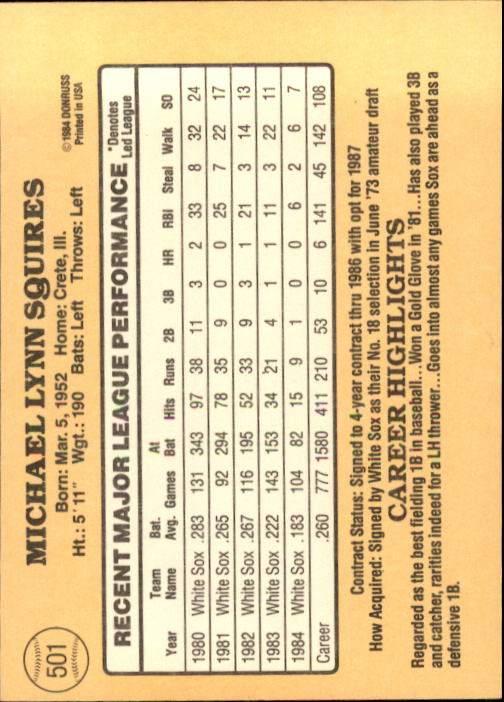 501
MICHAEL LYNN SQUIRES
Born: Mar. 5, 1952 Home: Crete, Ill.
Ht.: 5' 11" Wgt.: 190 Bats: Left Throws: Left
© 1984 DONRUSS
Printed in USA
RECENT MAJOR LEAGUE PERFORMANCE *Denotes
Led League
Team Bat. At
Year Name Avg. Games Bat Hits Runs 2B 3B HR RBI Steal Walk SO
1980 White Sox .283 131 343 97 38 11 3 2 33 8 32 24
1981 White Sox .265 92 294 78 35 9 0 0 25 7 22 17
1982 White Sox .267 116 195 52 33 9 3 1 21 3 14 13
1983 White Sox .222 143 153 34 21 4 1 1 11 3 22 11
1984 White Sox .183 104 82 15 9 1 0 0 6 2 6 7
Career .260 777 1580 411 210 53 10 6 141 45 142 108
Contract Status: Signed to 4-year contract thru 1986 with opt for 1987
How Acquired: Signed by White Sox as their No. 18 selection in June '73 amateur draft
CAREER HIGHLIGHTS
Regarded as the best fielding 1B in baseball...Won a Gold Glove in '81...Has also played 3B
and catcher, rarities indeed for a LH thrower...Goes into almost any games Sox are ahead as a
defensive 1B.